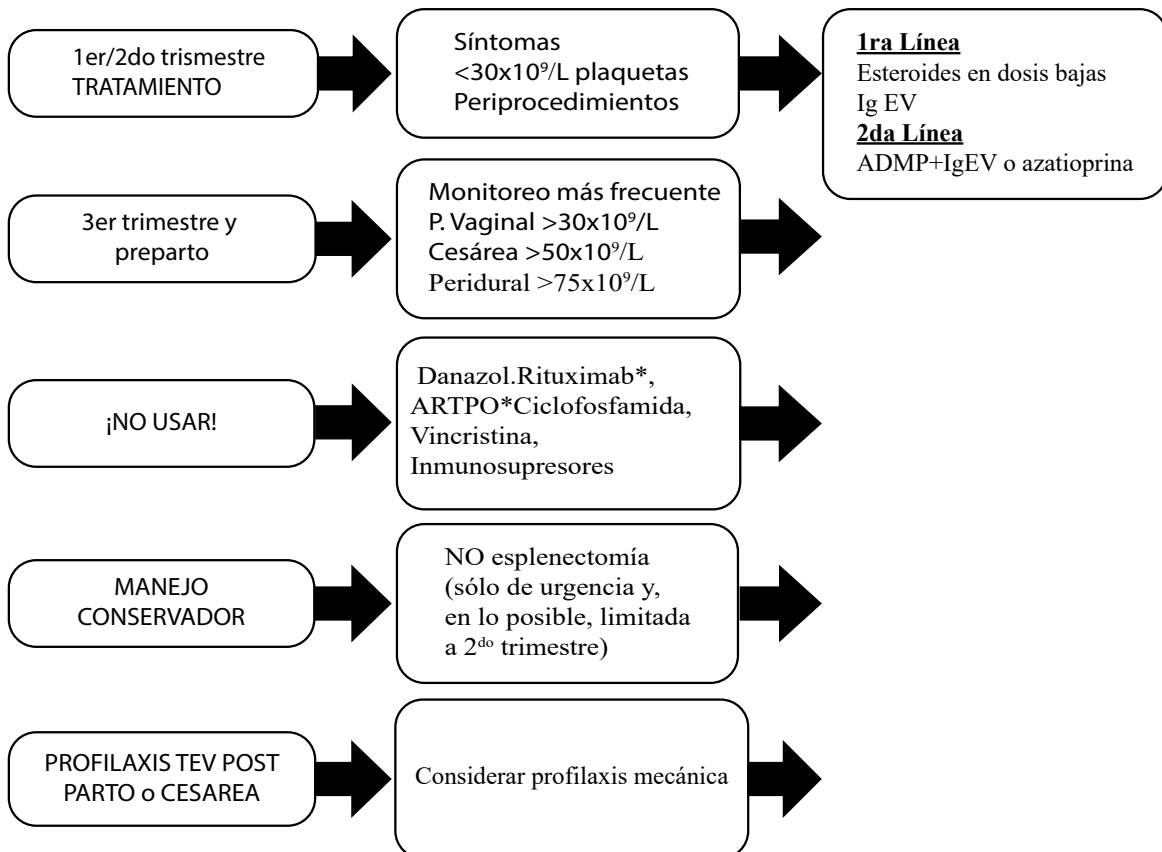 1er/2do trismestre
TRATAMIENTO
Síntomas
<30x10⁹/L plaquetas
Periprocedimientos
1ra Línea
Esteroides en dosis bajas
Ig EV
2da Línea
ADMP+IgEV o azatioprina
3er trimestre y
preparto
Monitoreo más frecuente
P. Vaginal >30x10⁹/L
Cesárea >50x10⁹/L
Peridural >75x10⁹/L
¡NO USAR!
Danazol.Rituximab*,
ARTPO*Ciclofosfamida,
Vincristina,
Inmunosupresores
MANEJO
CONSERVADOR
NO esplenectomía
(sólo de urgencia y,
en lo posible, limitada
a 2ᵈᵒ trimestre)
PROFILAXIS TEV POST
PARTO o CESAREA
Considerar profilaxis mecánica